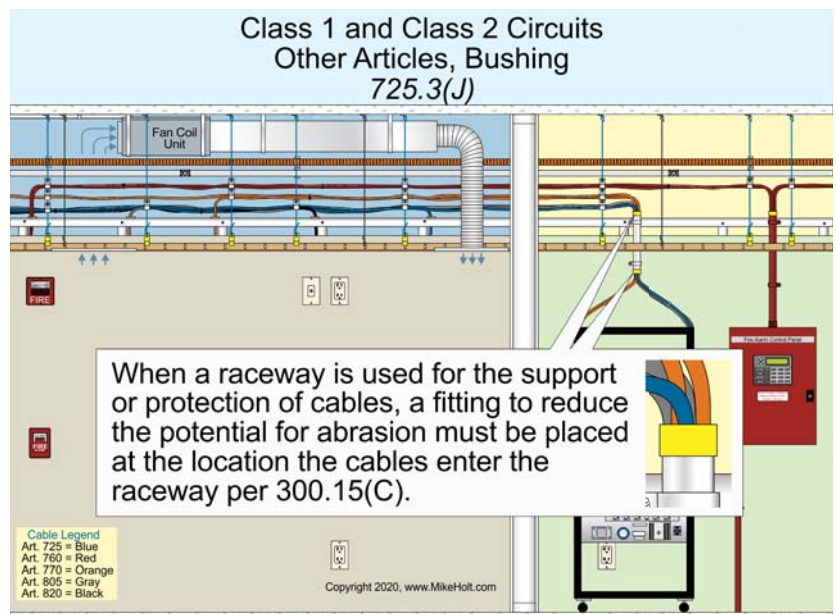 Class 1 and Class 2 Circuits
Other Articles, Bushing
725.3(J)
Fan Coil
Unit
FIRE
Fire Alarm Control Panel
When a raceway is used for the support
or protection of cables, a fitting to reduce
the potential for abrasion must be placed
at the location the cables enter the
raceway per 300.15(C).
FIRE
Cable Legend
Art. 725 = Blue
Art. 760 = Red
Art. 770 = Orange
Art. 805 = Gray
Art. 820 = Black
Copyright 2020, www.MikeHolt.com